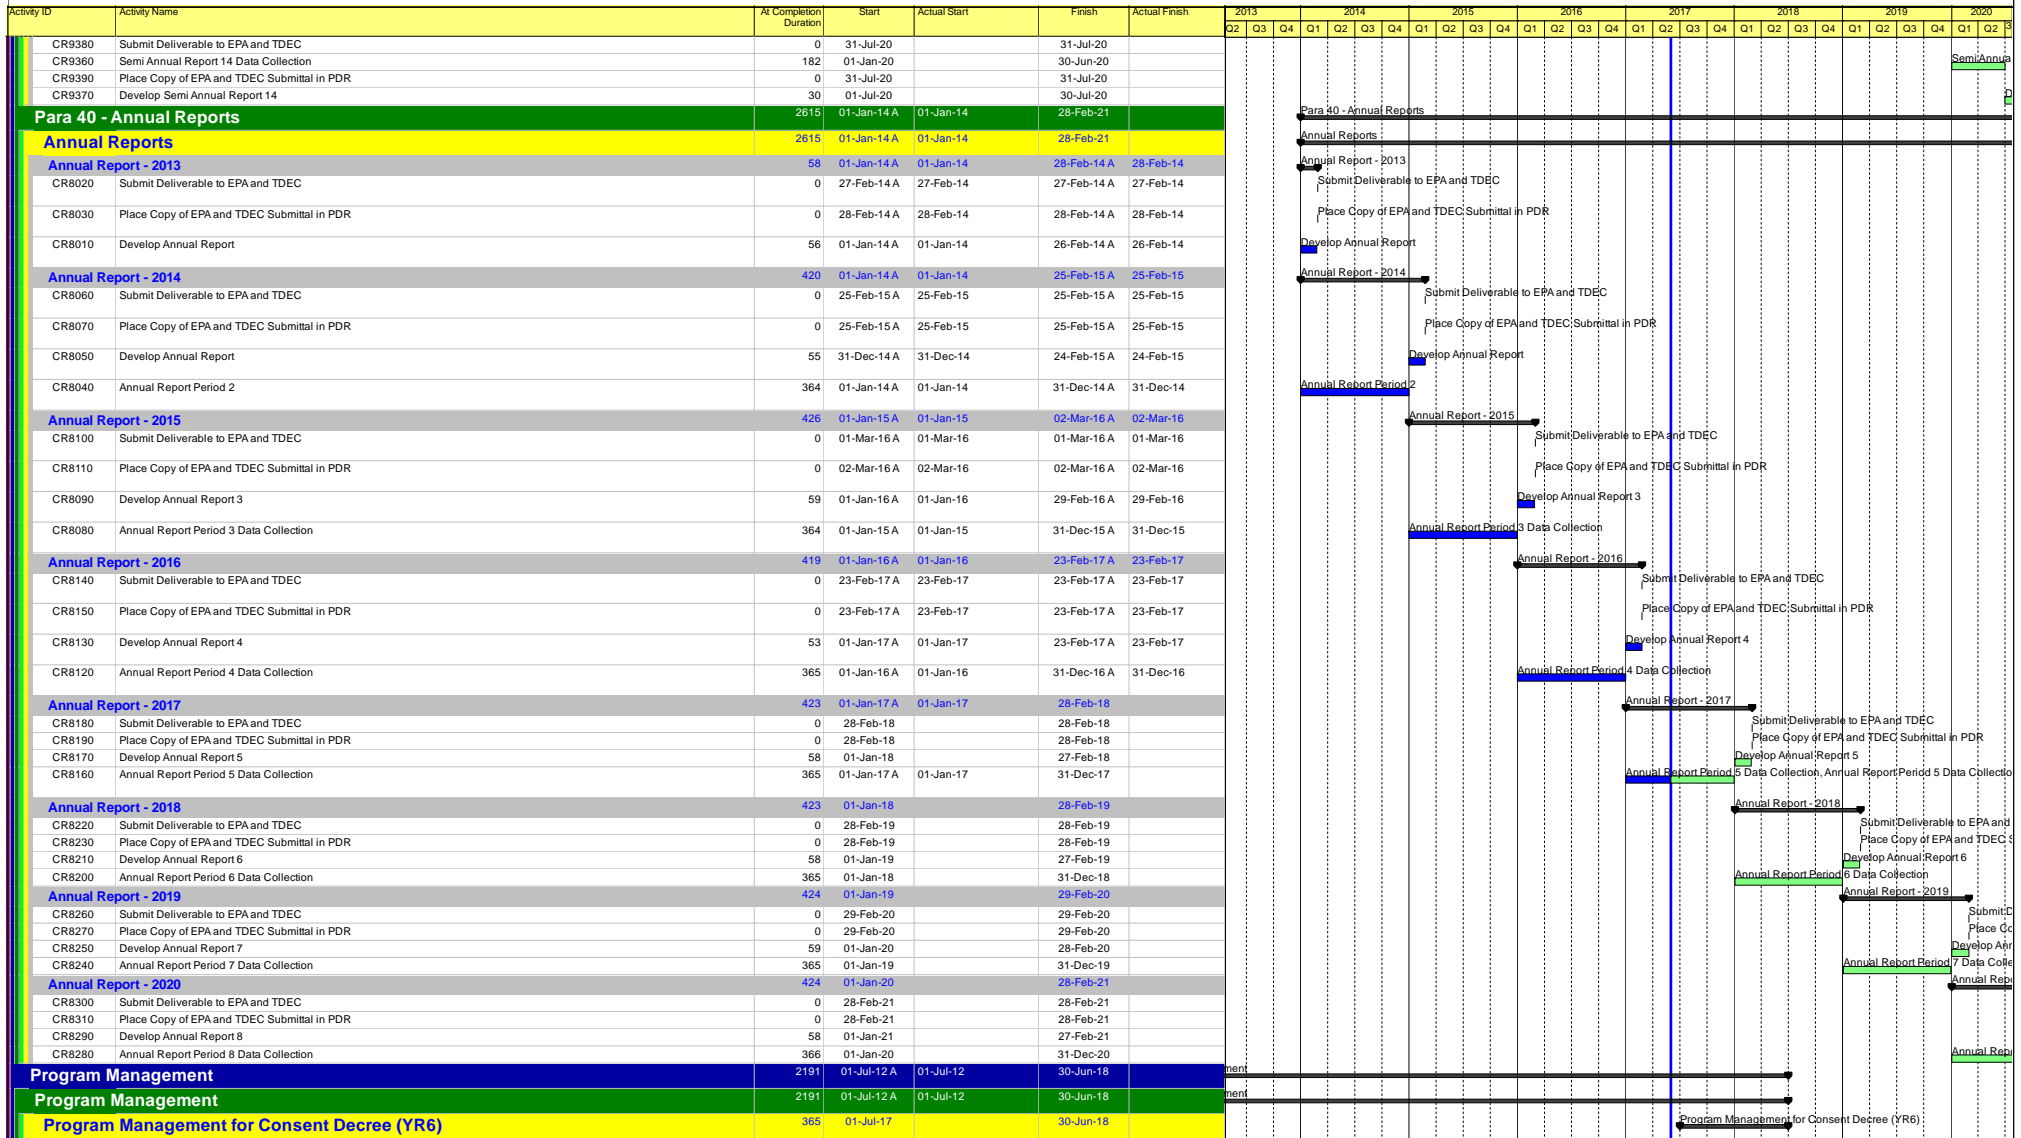 Activity ID Activity Name At Completion Duration Start Actual Start Finish Actual Finish 2013 2014 2015 2016 2017 2018 2019 2020
Q2 Q3 Q4 Q1 Q2 Q3 Q4 Q1 Q2 Q3 Q4 Q1 Q2 Q3 Q4 Q1 Q2 Q3 Q4 Q1 Q2 Q3 Q4 Q1 Q2 Q3 Q4 Q1 Q2
CR9380 Submit Deliverable to EPA and TDEC 0 31-Jul-20 31-Jul-20
CR9360 Semi Annual Report 14 Data Collection 182 01-Jan-20 30-Jun-20 Semi Annua
CR9390 Place Copy of EPA and TDEC Submittal in PDR 0 31-Jul-20 31-Jul-20
CR9370 Develop Semi Annual Report 14 30 01-Jul-20 30-Jul-20 D
Para 40 - Annual Reports 2615 01-Jan-14 A 01-Jan-14 28-Feb-21 Para 40 - Annual Reports
Annual Reports 2615 01-Jan-14 A 01-Jan-14 28-Feb-21 Annual Reports
Annual Report - 2013 58 01-Jan-14 A 01-Jan-14 28-Feb-14 A 28-Feb-14 Annual Report - 2013
CR8020 Submit Deliverable to EPA and TDEC 0 27-Feb-14 A 27-Feb-14 27-Feb-14 A 27-Feb-14 Submit Deliverable to EPA and TDEC
CR8030 Place Copy of EPA and TDEC Submittal in PDR 0 28-Feb-14 A 28-Feb-14 28-Feb-14 A 28-Feb-14 Place Copy of EPA and TDEC Submittal in PDR
CR8010 Develop Annual Report 56 01-Jan-14 A 01-Jan-14 26-Feb-14 A 26-Feb-14 Develop Annual Report
Annual Report - 2014 420 01-Jan-14 A 01-Jan-14 25-Feb-15 A 25-Feb-15 Annual Report - 2014
CR8060 Submit Deliverable to EPA and TDEC 0 25-Feb-15 A 25-Feb-15 25-Feb-15 A 25-Feb-15 Submit Deliverable to EPA and TDEC
CR8070 Place Copy of EPA and TDEC Submittal in PDR 0 25-Feb-15 A 25-Feb-15 25-Feb-15 A 25-Feb-15 Place Copy of EPA and TDEC Submittal in PDR
CR8050 Develop Annual Report 55 31-Dec-14 A 31-Dec-14 24-Feb-15 A 24-Feb-15 Develop Annual Report
CR8040 Annual Report Period 2 364 01-Jan-14 A 01-Jan-14 31-Dec-14 A 31-Dec-14 Annual Report Period 2
Annual Report - 2015 426 01-Jan-15 A 01-Jan-15 02-Mar-16 A 02-Mar-16 Annual Report - 2015
CR8100 Submit Deliverable to EPA and TDEC 0 01-Mar-16 A 01-Mar-16 01-Mar-16 A 01-Mar-16 Submit Deliverable to EPA and TDEC
CR8110 Place Copy of EPA and TDEC Submittal in PDR 0 02-Mar-16 A 02-Mar-16 02-Mar-16 A 02-Mar-16 Place Copy of EPA and TDEC Submittal in PDR
CR8090 Develop Annual Report 3 59 01-Jan-16 A 01-Jan-16 29-Feb-16 A 29-Feb-16 Develop Annual Report 3
CR8080 Annual Report Period 3 Data Collection 364 01-Jan-15 A 01-Jan-15 31-Dec-15 A 31-Dec-15 Annual Report Period 3 Data Collection
Annual Report - 2016 419 01-Jan-16 A 01-Jan-16 23-Feb-17 A 23-Feb-17 Annual Report - 2016
CR8140 Submit Deliverable to EPA and TDEC 0 23-Feb-17 A 23-Feb-17 23-Feb-17 A 23-Feb-17 Submit Deliverable to EPA and TDEC
CR8150 Place Copy of EPA and TDEC Submittal in PDR 0 23-Feb-17 A 23-Feb-17 23-Feb-17 A 23-Feb-17 Place Copy of EPA and TDEC Submittal in PDR
CR8130 Develop Annual Report 4 53 01-Jan-17 A 01-Jan-17 23-Feb-17 A 23-Feb-17 Develop Annual Report 4
CR8120 Annual Report Period 4 Data Collection 365 01-Jan-16 A 01-Jan-16 31-Dec-16 A 31-Dec-16 Annual Report Period 4 Data Collection
Annual Report - 2017 423 01-Jan-17 A 01-Jan-17 28-Feb-18 Annual Report - 2017
CR8180 Submit Deliverable to EPA and TDEC 0 28-Feb-18 28-Feb-18 Submit Deliverable to EPA and TDEC
CR8190 Place Copy of EPA and TDEC Submittal in PDR 0 28-Feb-18 28-Feb-18 Place Copy of EPA and TDEC Submittal in PDR
CR8170 Develop Annual Report 5 58 01-Jan-18 27-Feb-18 Develop Annual Report 5
CR8160 Annual Report Period 5 Data Collection 365 01-Jan-17 A 01-Jan-17 31-Dec-17 Annual Report Period 5 Data Collection, Annual Report Period 5 Data Collectio
Annual Report - 2018 423 01-Jan-18 28-Feb-19 Annual Report - 2018
CR8220 Submit Deliverable to EPA and TDEC 0 28-Feb-19 28-Feb-19 Submit Deliverable to EPA and
CR8230 Place Copy of EPA and TDEC Submittal in PDR 0 28-Feb-19 28-Feb-19 Place Copy of EPA and TDEC S
CR8210 Develop Annual Report 6 58 01-Jan-19 27-Feb-19 Develop Annual Report 6
CR8200 Annual Report Period 6 Data Collection 365 01-Jan-18 31-Dec-18 Annual Report Period 6 Data Collection
Annual Report - 2019 424 01-Jan-19 29-Feb-20 Annual Report - 2019
CR8260 Submit Deliverable to EPA and TDEC 0 29-Feb-20 29-Feb-20 Submit D
CR8270 Place Copy of EPA and TDEC Submittal in PDR 0 29-Feb-20 29-Feb-20 Place Co
CR8250 Develop Annual Report 7 59 01-Jan-20 28-Feb-20 Develop Ann
CR8240 Annual Report Period 7 Data Collection 365 01-Jan-19 31-Dec-19 Annual Report Period 7 Data Colle
Annual Report - 2020 424 01-Jan-20 28-Feb-21 Annual Repo
CR8300 Submit Deliverable to EPA and TDEC 0 28-Feb-21 28-Feb-21
CR8310 Place Copy of EPA and TDEC Submittal in PDR 0 28-Feb-21 28-Feb-21
CR8290 Develop Annual Report 8 58 01-Jan-21 27-Feb-21
CR8280 Annual Report Period 8 Data Collection 366 01-Jan-20 31-Dec-20 Annual Rep
Program Management 2191 01-Jul-12 A 01-Jul-12 30-Jun-18 ment
Program Management 2191 01-Jul-12 A 01-Jul-12 30-Jun-18 ment
Program Management for Consent Decree (YR6) 365 01-Jul-17 30-Jun-18 Program Management for Consent Decree (YR6)